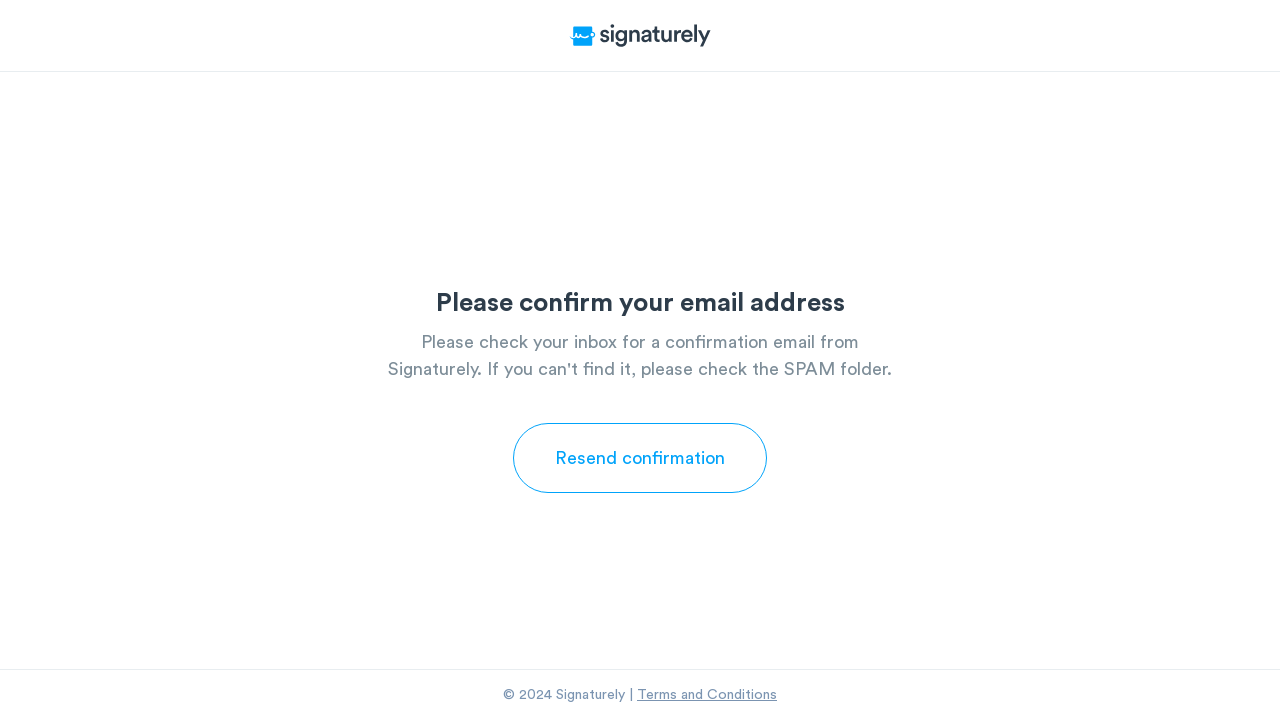 signaturely
Please confirm your email address
Please check your inbox for a confirmation email from
Signaturely. If you can't find it, please check the SPAM folder.
Resend confirmation
© 2024 Signaturely | Terms and Conditions